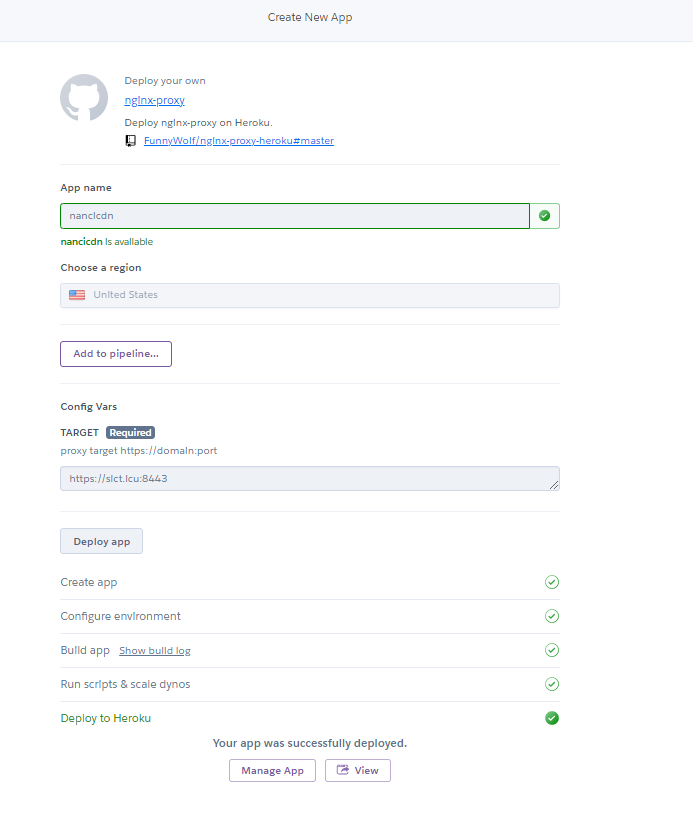 Create New App
Deploy your own
nginx-proxy
Deploy nginx-proxy on Heroku.
FunnyWolf/nginx-proxy-heroku#master
App name
nancicdn
nancicdn is available
Choose a region
United States
Add to pipeline...
Config Vars
TARGET Required
proxy target https://domain:port
https://slct.icu:8443
Deploy app
Create app
Configure environment
Build app Show build log
Run scripts & scale dynos
Deploy to Heroku
Your app was successfully deployed.
Manage App View